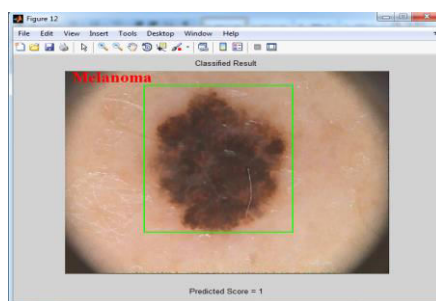 Figure 12
File Edit View Insert Tools Desktop Window Help
Classified Result
Melanoma
Predicted Score = 1